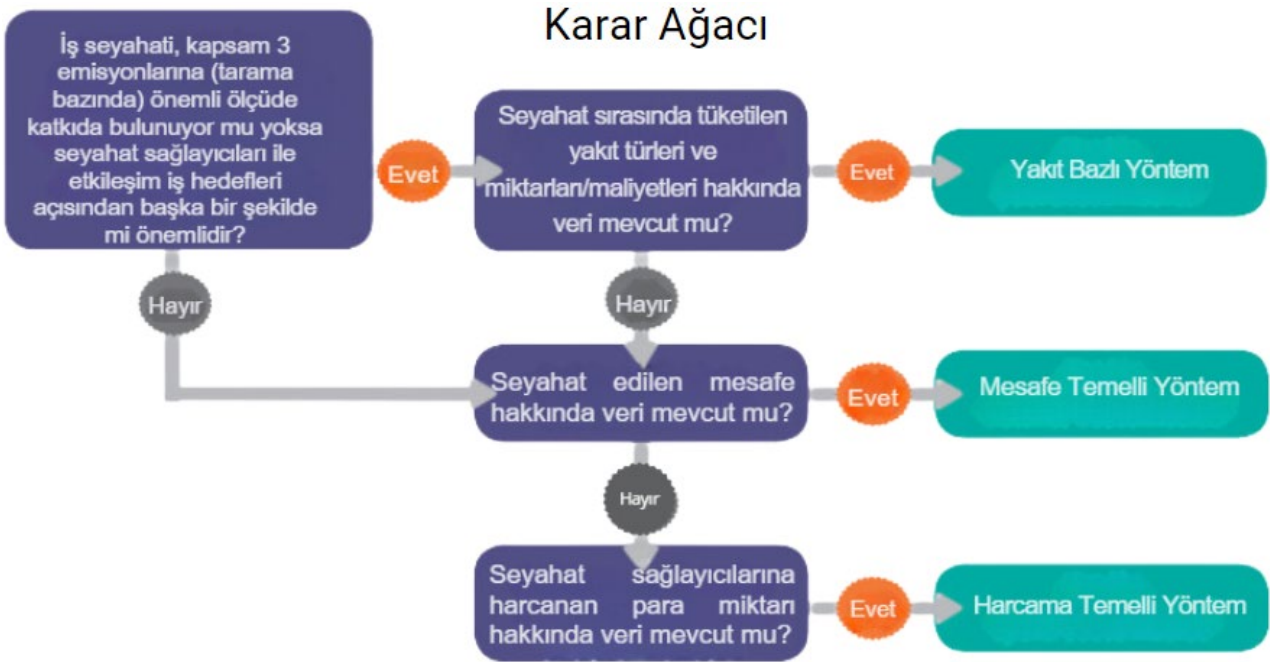 Karar Ağacı
İş seyahati, kapsam 3
emisyonlarına (tarama
bazında) önemli ölçüde
katkıda bulunuyor mu yoksa
seyahat sağlayıcıları ile
etkileşim iş hedefleri
açısından başka bir şekilde
mi önemlidir?
Evet
Seyahat sırasında tüketilen
yakıt türleri ve
miktarları/maliyetleri hakkında
veri mevcut mu?
Evet
Yakıt Bazlı Yöntem
Hayır
Hayır
Seyahat edilen mesafe
hakkında veri mevcut mu?
Evet
Mesafe Temelli Yöntem
Hayır
Seyahat sağlayıcılarına
harcanan para miktarı
hakkında veri mevcut mu?
Evet
Harcama Temelli Yöntem